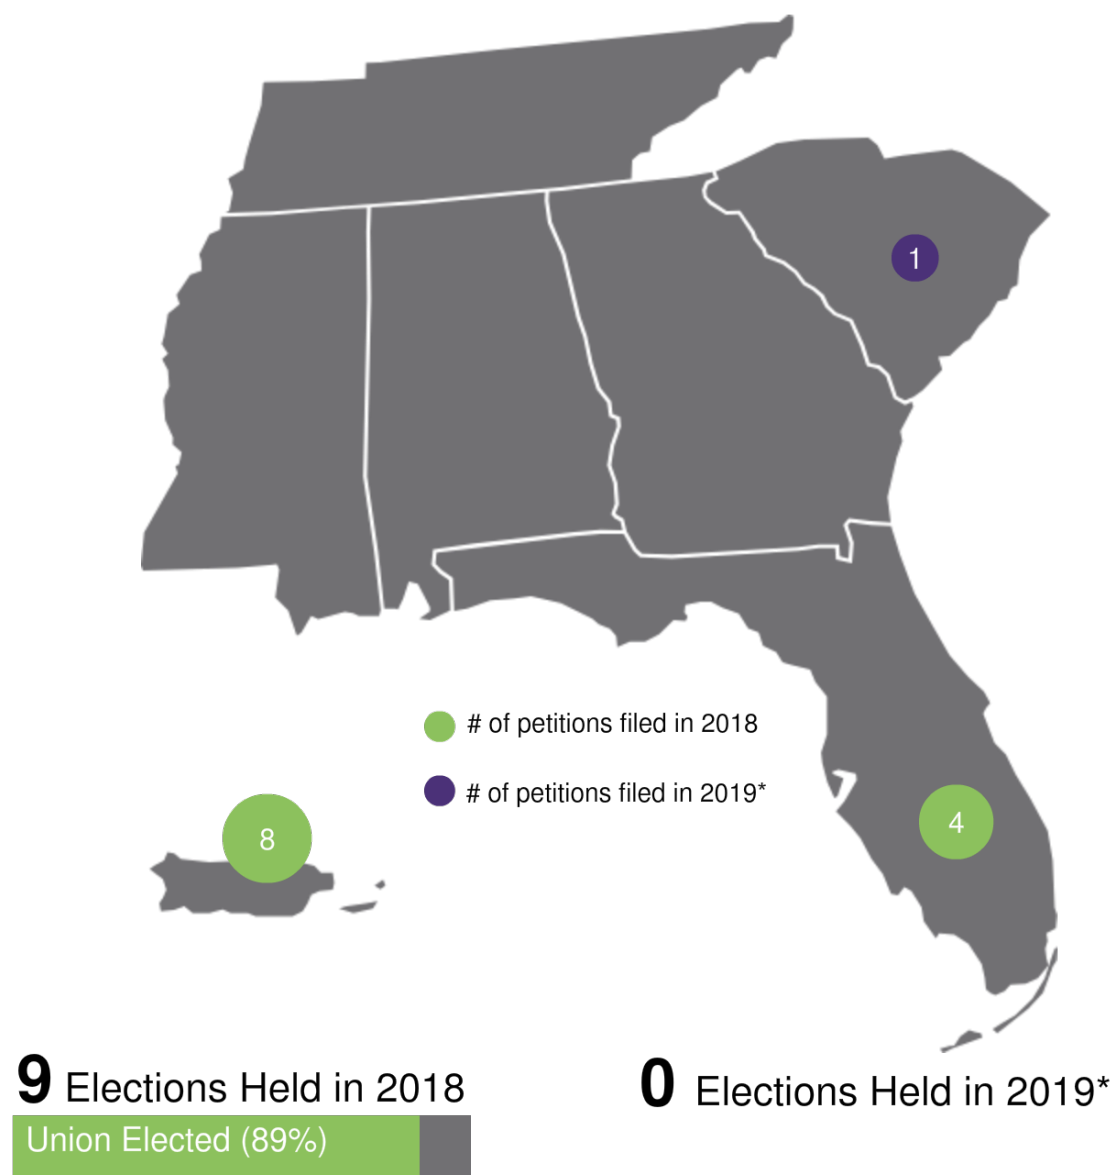 1
# of petitions filed in 2018
# of petitions filed in 2019*
4
8
9 Elections Held in 2018
0 Elections Held in 2019*
Union Elected (89%)